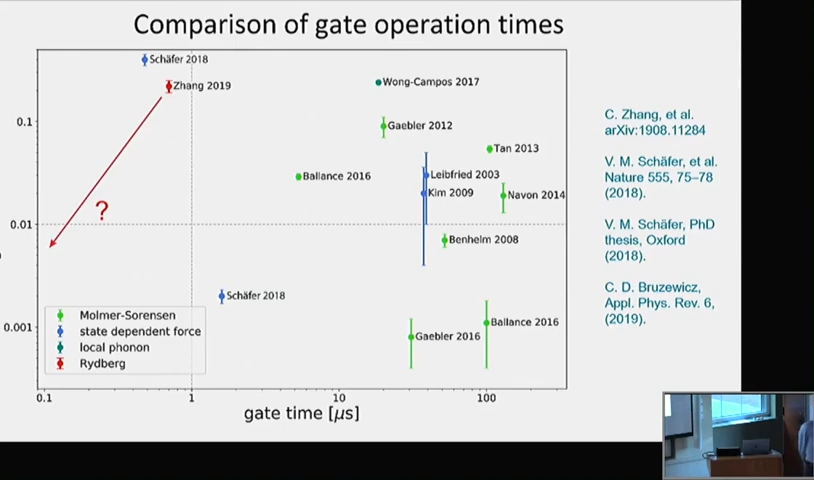 Comparison of gate operation times
Schäfer 2018
Zhang 2019
Wong-Campos 2017
0.1
Gaebler 2012
Tan 2013
Ballance 2016
Leibfried 2003
Kim 2009
Navon 2014
?
0.01
Benhelm 2008
Schäfer 2018
Molmer-Sorensen
state dependent force
local phonon
Rydberg
0.001
Ballance 2016
Gaebler 2016
0.1
1
10
100
gate time [μs]
C. Zhang, et al.
arXiv:1908.11284
V. M. Schäfer, et al.
Nature 555, 75–78
(2018).
V. M. Schäfer, PhD
thesis, Oxford
(2018).
C. D. Bruzewicz,
Appl. Phys. Rev. 6,
(2019).